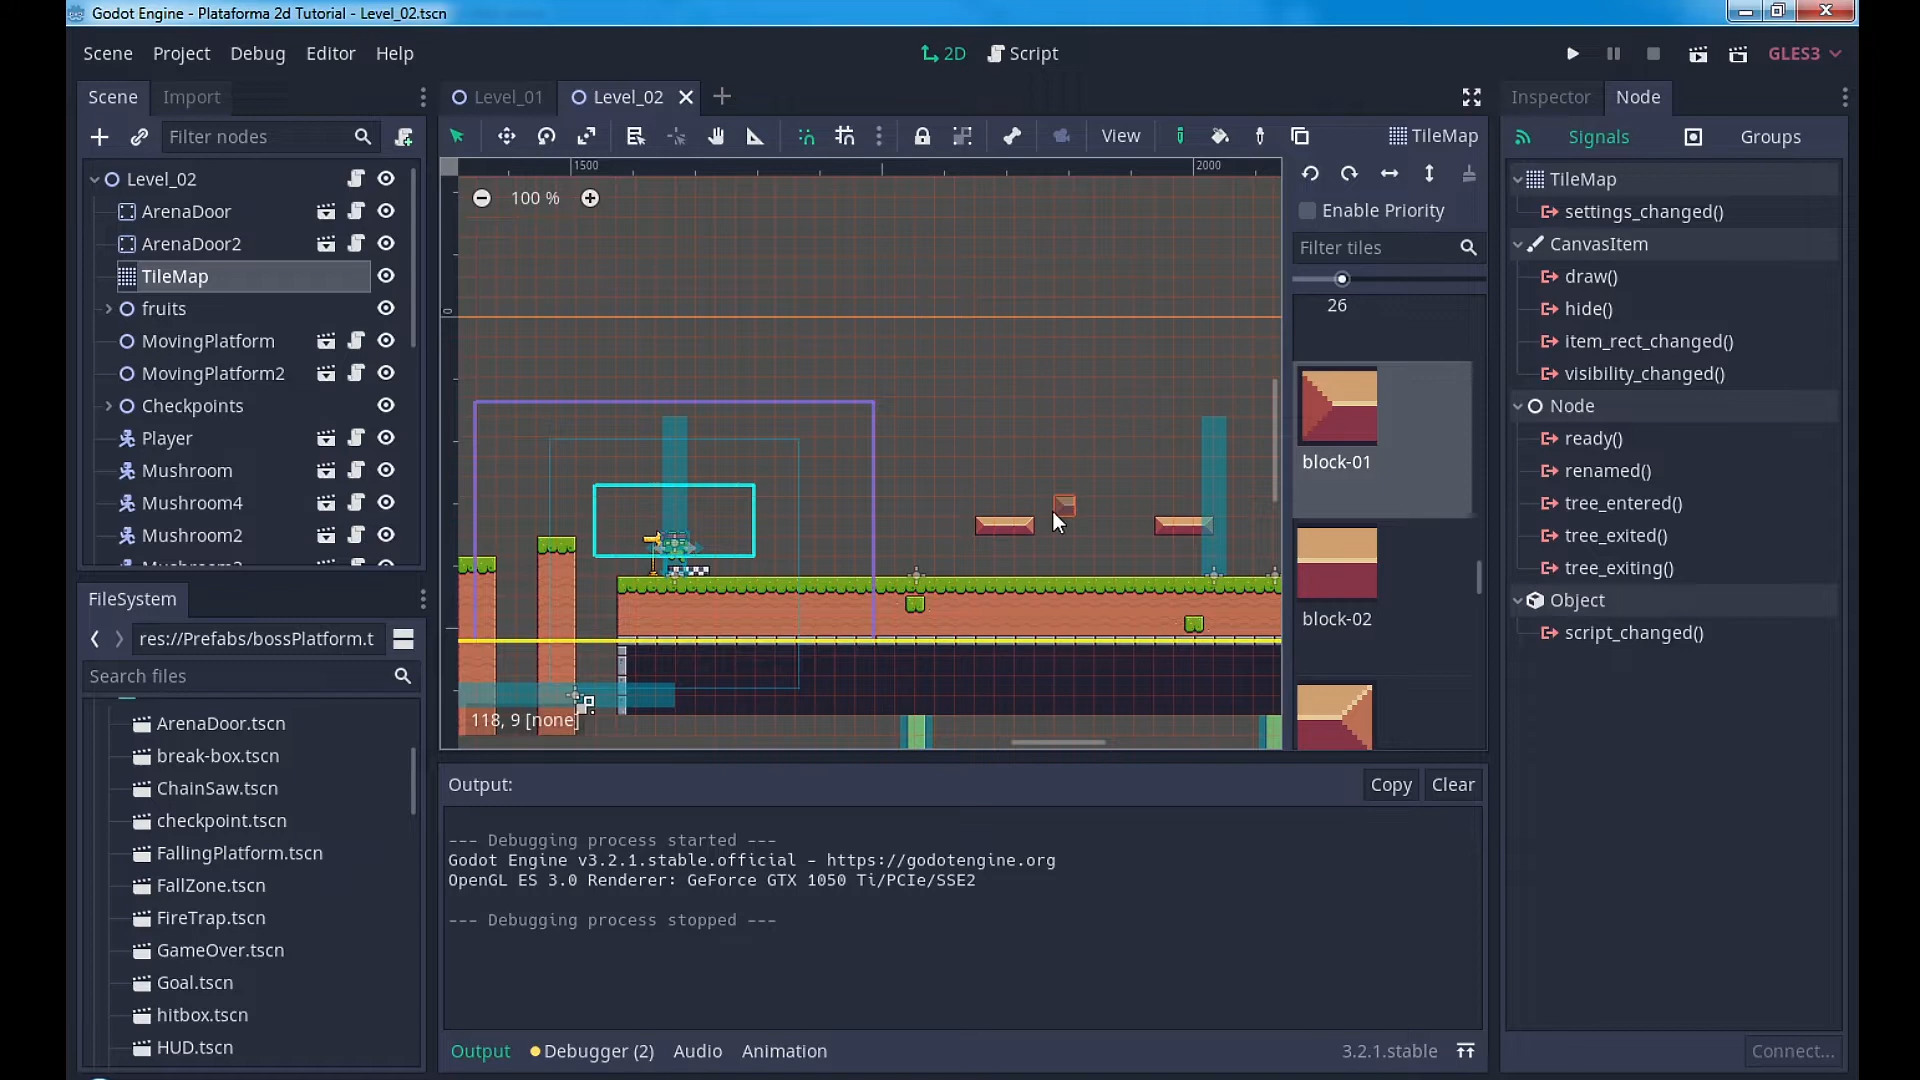 Godot Engine - Plataforma 2d Tutorial - Level_02.tscn
Scene Project Debug Editor Help
2D Script
GLES3
Scene Import
Level_01 Level_02
Inspector Node
Filter nodes
View
TileMap
Signals Groups
Level_02
ArenaDoor
ArenaDoor2
TileMap
fruits
MovingPlatform
MovingPlatform2
Checkpoints
Player
Mushroom
Mushroom4
Mushroom2
1500 2000
100 %
0
118, 9 [none]
Enable Priority
Filter tiles
26
block-01
block-02
TileMap
settings_changed()
CanvasItem
draw()
hide()
item_rect_changed()
visibility_changed()
Node
ready()
renamed()
tree_entered()
tree_exited()
tree_exiting()
Object
script_changed()
FileSystem
res://Prefabs/bossPlatform.t
Search files
ArenaDoor.tscn
break-box.tscn
ChainSaw.tscn
checkpoint.tscn
FallingPlatform.tscn
FallZone.tscn
FireTrap.tscn
GameOver.tscn
Goal.tscn
hitbox.tscn
HUD.tscn
Output:
Copy Clear
--- Debugging process started ---
Godot Engine v3.2.1.stable.official - https://godotengine.org
OpenGL ES 3.0 Renderer: GeForce GTX 1050 Ti/PCIe/SSE2
--- Debugging process stopped ---
Output Debugger (2) Audio Animation
3.2.1.stable
Connect...